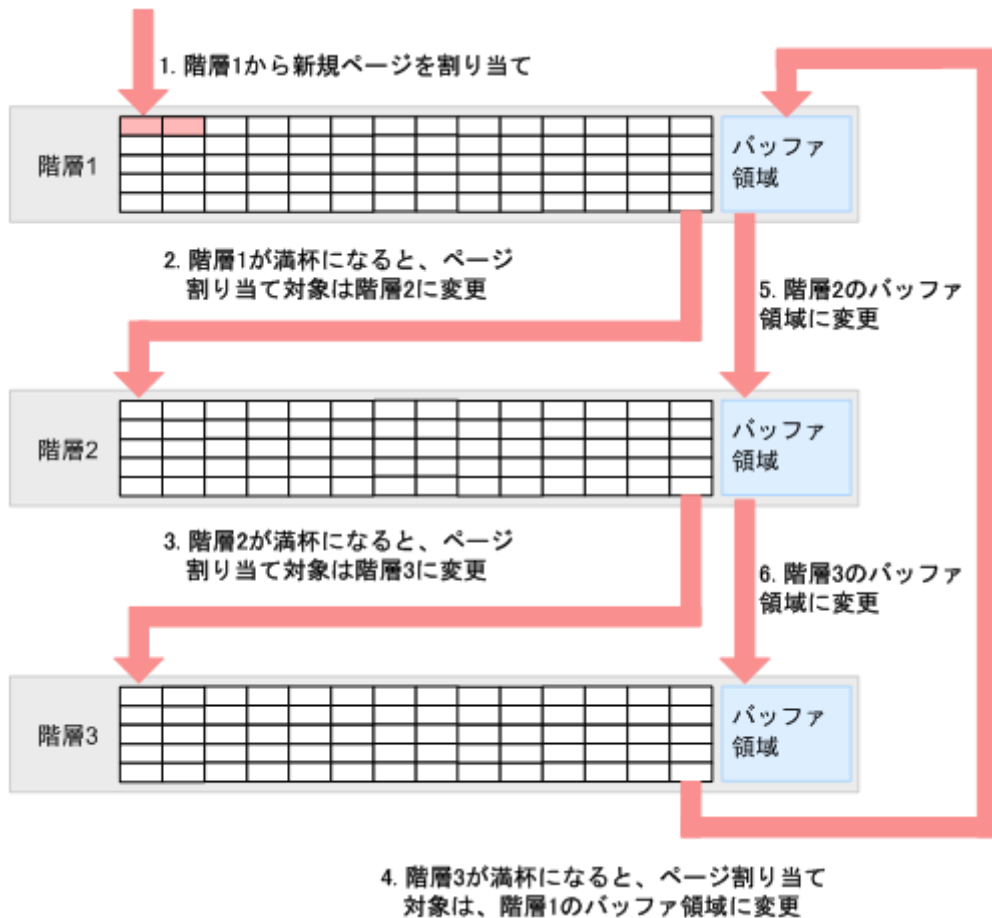 1. 階層1から新規ページを割り当て
階層1
バッファ
領域
2. 階層1が満杯になると、ページ
割り当て対象は階層2に変更
5. 階層2のバッファ
領域に変更
階層2
バッファ
領域
3. 階層2が満杯になると、ページ
割り当て対象は階層3に変更
6. 階層3のバッファ
領域に変更
階層3
バッファ
領域
4. 階層3が満杯になると、ページ割り当て
対象は、階層1のバッファ領域に変更